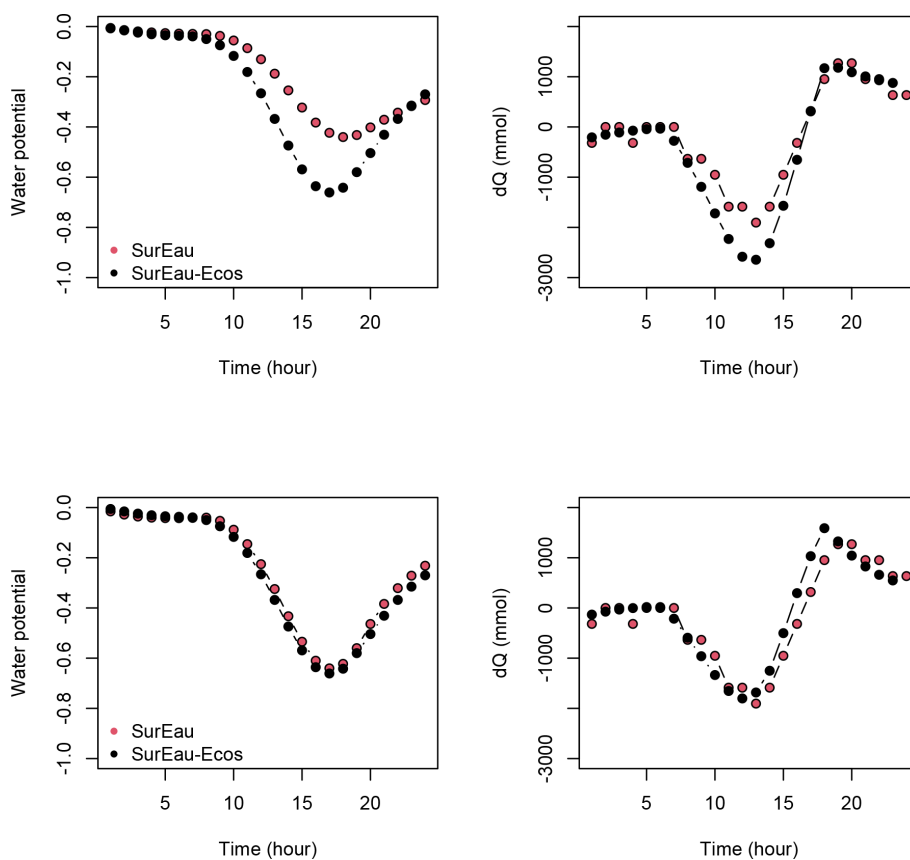 0.0
-0.2
-0.4
-0.6
-0.8
-1.0
Water potential
SurEau
SurEau-Ecos
5 10 15 20
Time (hour)
1000
0
-1000
-3000
dQ (mmol)
5 10 15 20
Time (hour)
0.0
-0.2
-0.4
-0.6
-0.8
-1.0
Water potential
SurEau
SurEau-Ecos
5 10 15 20
Time (hour)
1000
0
-1000
-3000
dQ (mmol)
5 10 15 20
Time (hour)